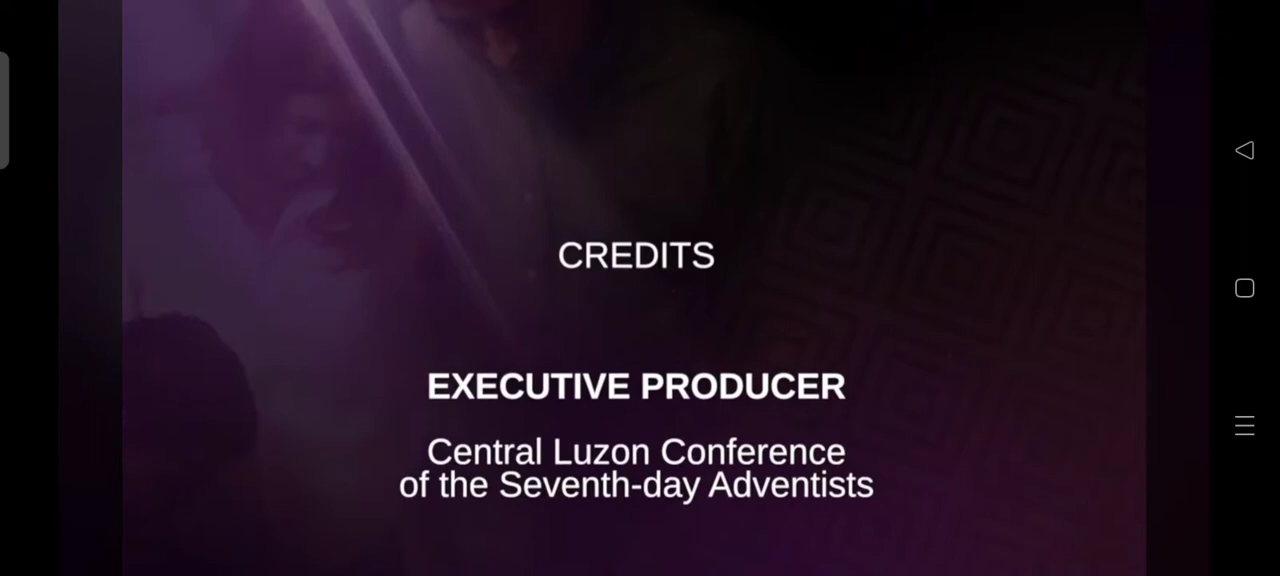 CREDITS
EXECUTIVE PRODUCER
Central Luzon Conference
of the Seventh-day Adventists